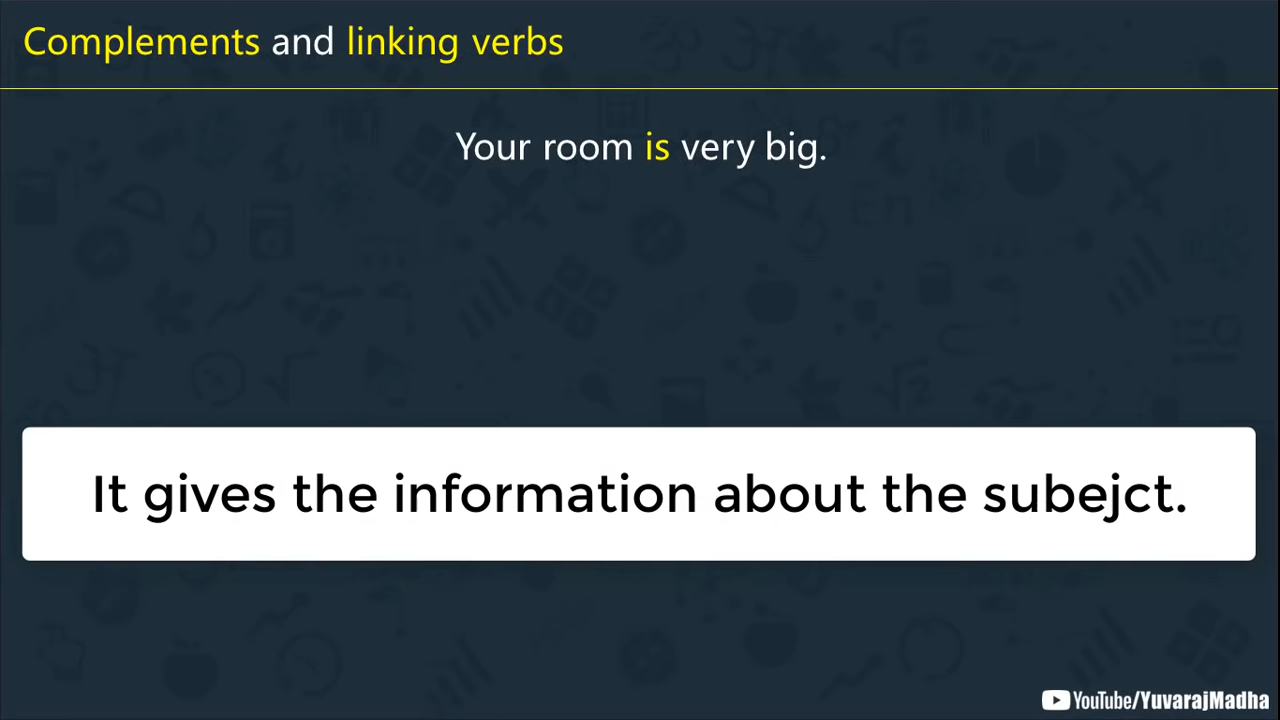 Complements and linking verbs
Your room is very big.
It gives the information about the subejct.
YouTube/YuvarajMadha